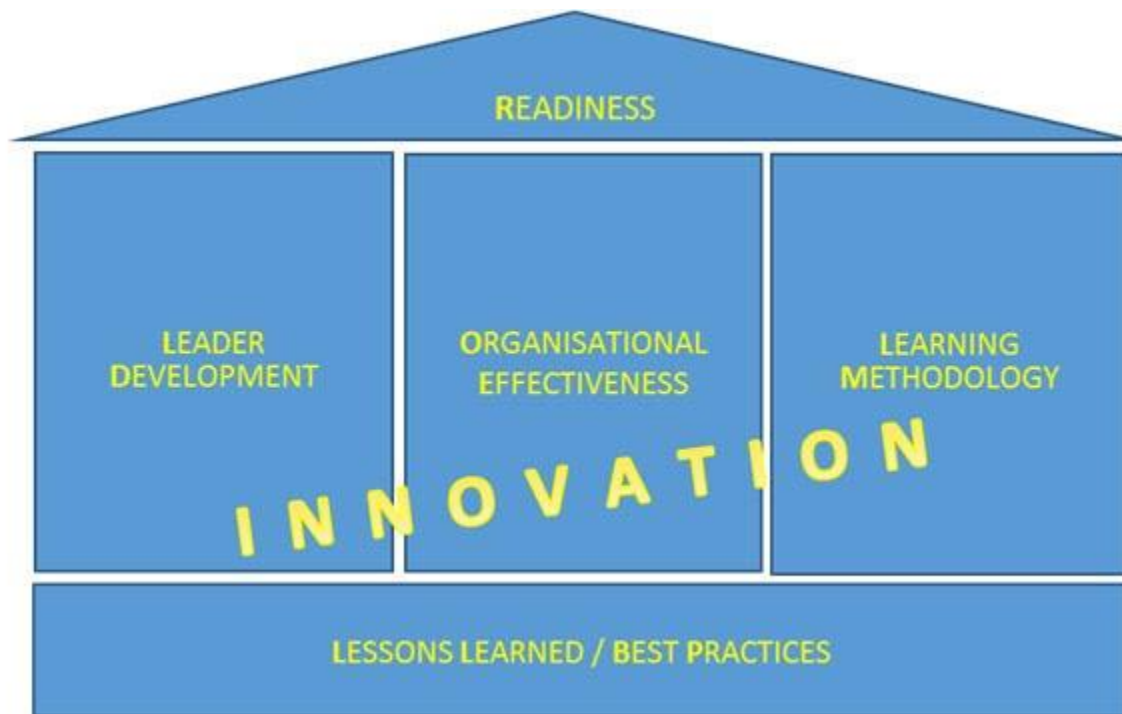 READINESS
LEADER
DEVELOPMENT
ORGANISATIONAL
EFFECTIVENESS
LEARNING
METHODOLOGY
INNOVATION
LESSONS LEARNED / BEST PRACTICES